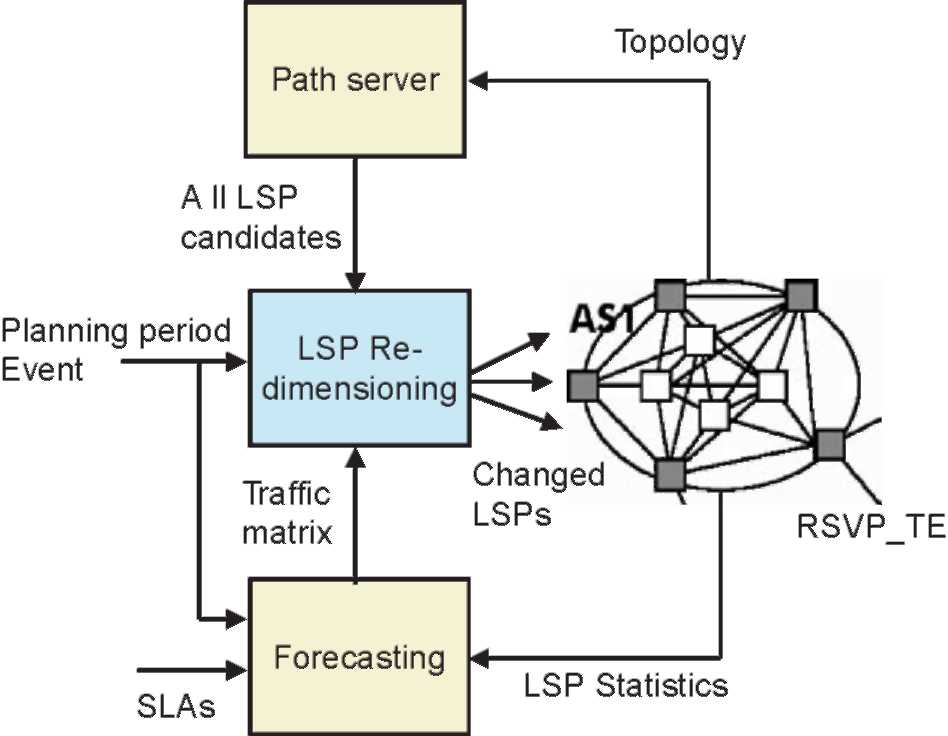 Topology
Path server
A ll LSP
candidates
AS1
Planning period
Event
LSP Re-
dimensioning
Changed
LSPs
Traffic
matrix
RSVP_TE
Forecasting
LSP Statistics
SLAs